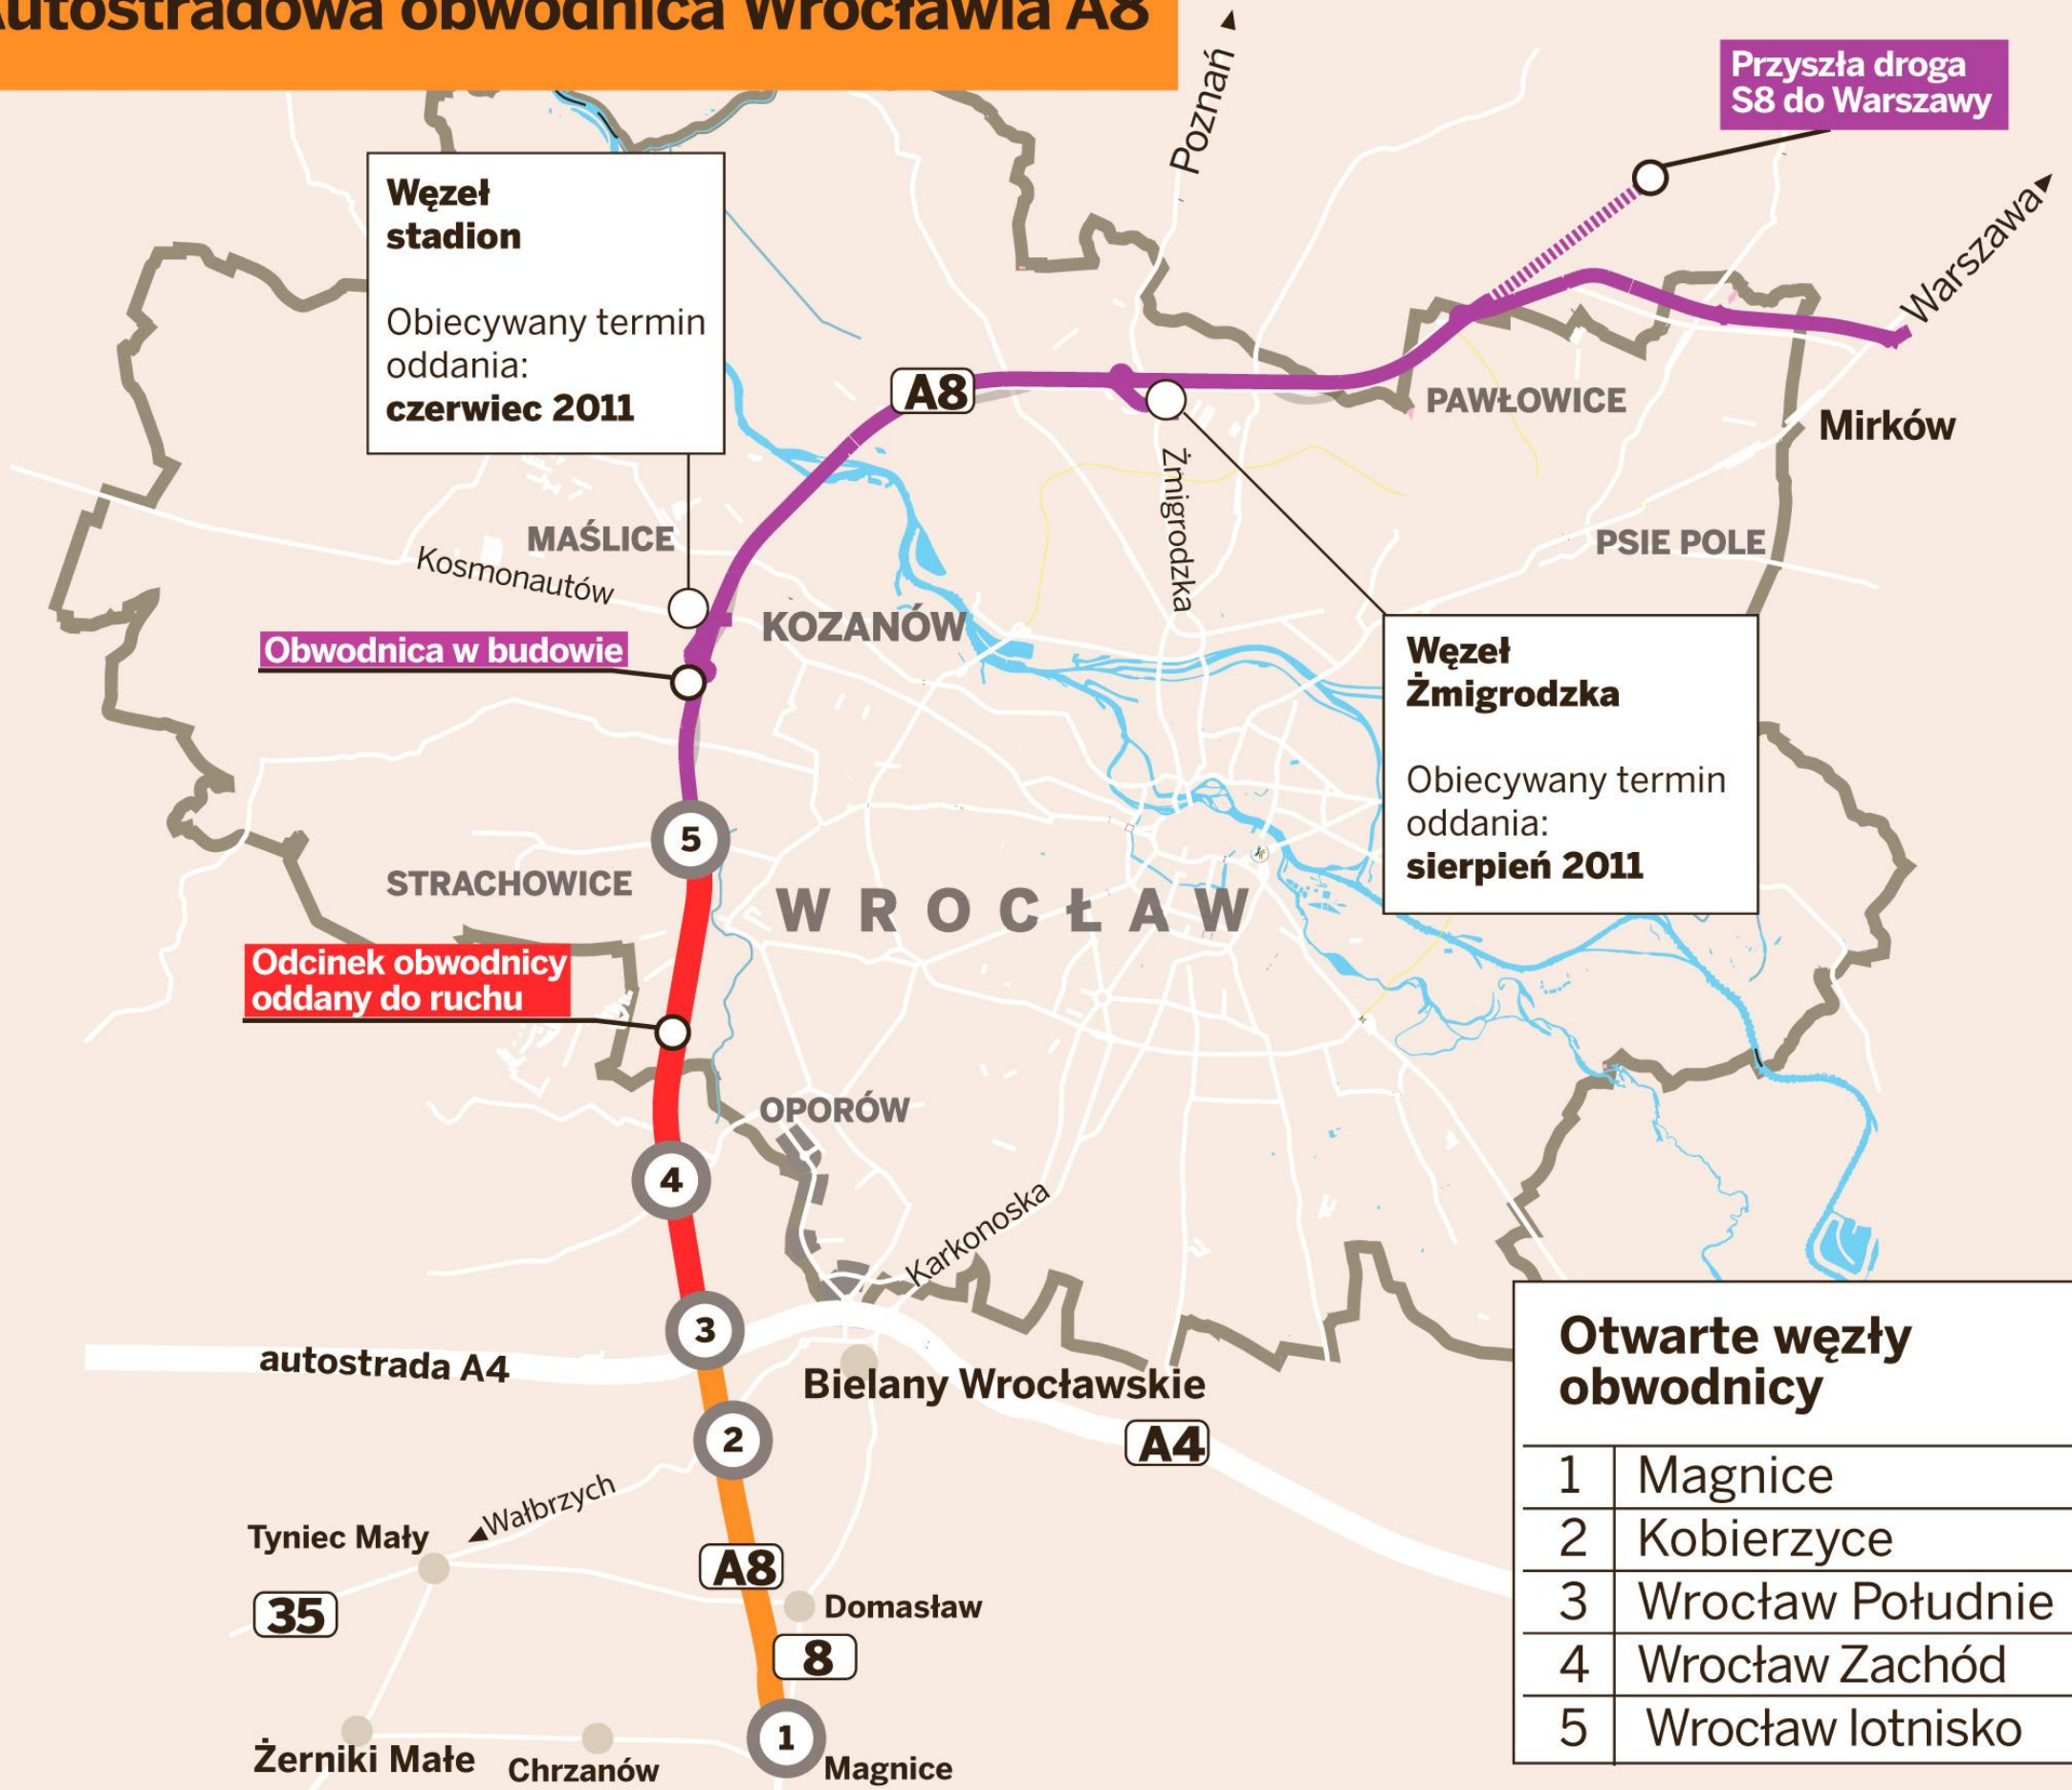 Autostradowa obwodnica Wrocławia A8
Poznań
Przyszła droga
S8 do Warszawy
Warszawa
Węzeł
stadion
Obiecywany termin
oddania:
czerwiec 2011
A8
PAWŁOWICE
Mirków
Żmigrodzka
MAŚLICE
Kosmonautów
PSIE POLE
KOZANÓW
Obwodnica w budowie
Węzeł
Żmigrodzka
Obiecywany termin
oddania:
sierpień 2011
5
STRACHOWICE
WROCŁAW
Odcinek obwodnicy
oddany do ruchu
OPORÓW
4
Karkonoska
3
autostrada A4
Bielany Wrocławskie
2
A4
Wałbrzych
Tyniec Mały
A8
35
Domasław
8
1
Żerniki Małe
Chrzanów
Magnice
Otwarte węzły
obwodnicy
1 Magnice
2 Kobierzyce
3 Wrocław Południe
4 Wrocław Zachód
5 Wrocław lotnisko